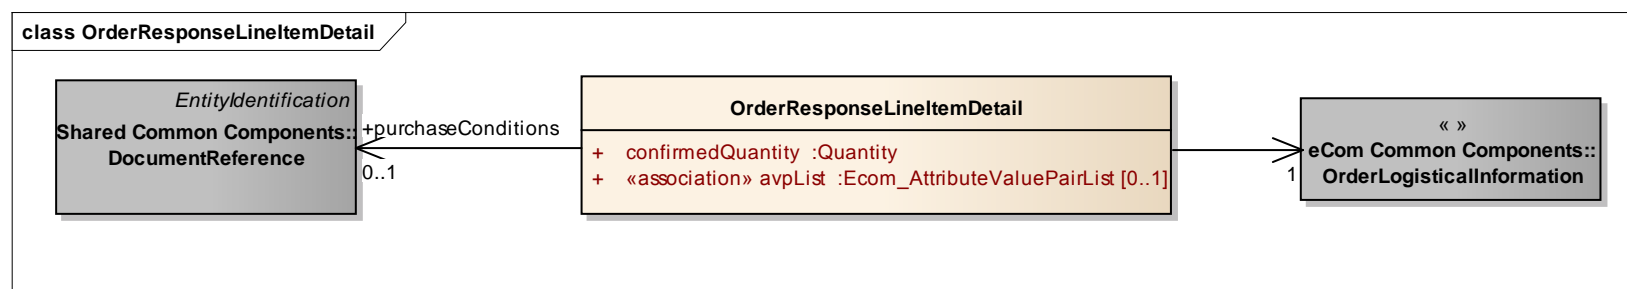 class OrderResponseLineItemDetail
EntityIdentification
Shared Common Components::
DocumentReference
+purchaseConditions
0..1
OrderResponseLineItemDetail
+ confirmedQuantity :Quantity
+ «association» avpList :Ecom_AttributeValuePairList [0..1]
1
« »
eCom Common Components::
OrderLogisticalInformation